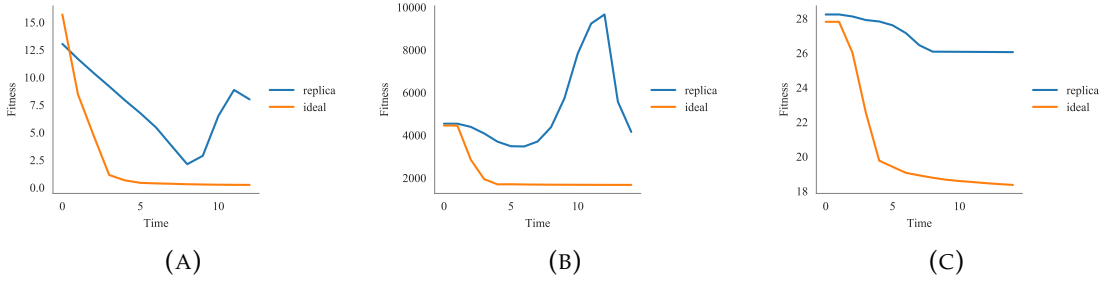 15.0
12.5
10.0
7.5
5.0
2.5
0.0
Fitness
0 5 10
Time
replica
ideal
(A)
10000
8000
6000
4000
2000
Fitness
0 5 10
Time
replica
ideal
(B)
28
26
24
22
20
18
Fitness
0 5 10
Time
replica
ideal
(C)